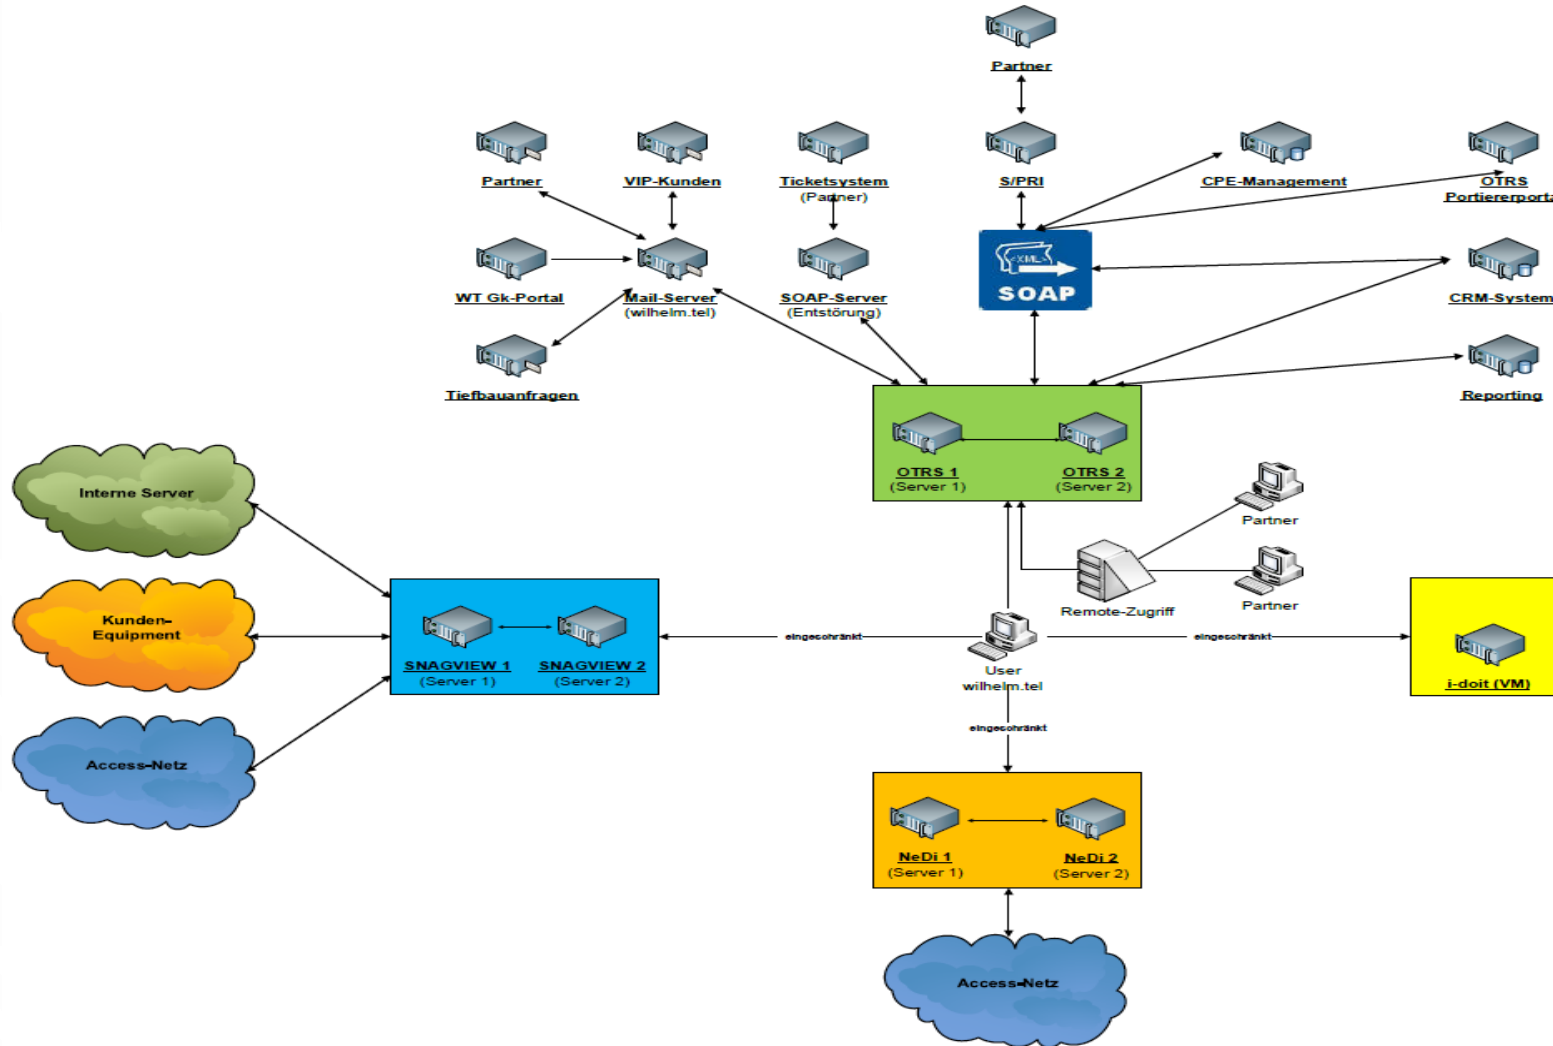 Partner
Partner
VIP-Kunden
Ticketsystem
(Partner)
S/PRI
CPE-Management
OTRS
Portiererporta
WT Gk-Portal
Mail-Server
(wilhelm.tel)
SOAP-Server
(Entstörung)
<XML>
SOAP
CRM-System
Tiefbauanfragen
Reporting
OTRS 1
(Server 1)
OTRS 2
(Server 2)
Interne Server
Partner
Kunden-
Equipment
Remote-Zugriff
Partner
SNAGVIEW 1
(Server 1)
SNAGVIEW 2
(Server 2)
eingeschränkt
User
wilhelm.tel
eingeschränkt
i-doit (VM)
eingeschränkt
Access-Netz
NeDi 1
(Server 1)
NeDi 2
(Server 2)
Access-Netz